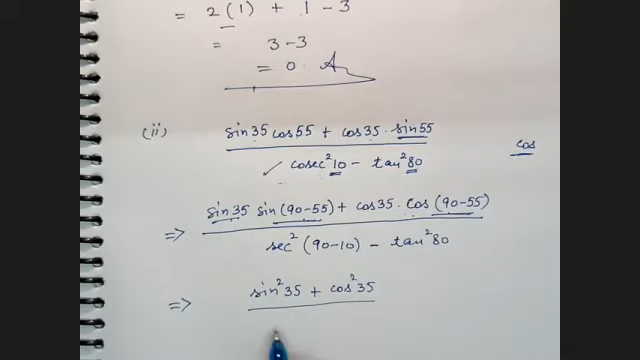 = 2(1) + 1 - 3
= 3-3
= 0. A
(ii) sin35 cos55 + cos35 . sin55
cos
✓ cosec²10 - tan²80
=> sin35 sin(90-55) + cos35 . cos(90-55)
sec²(90-10) - tan²80
=> sin²35 + cos²35